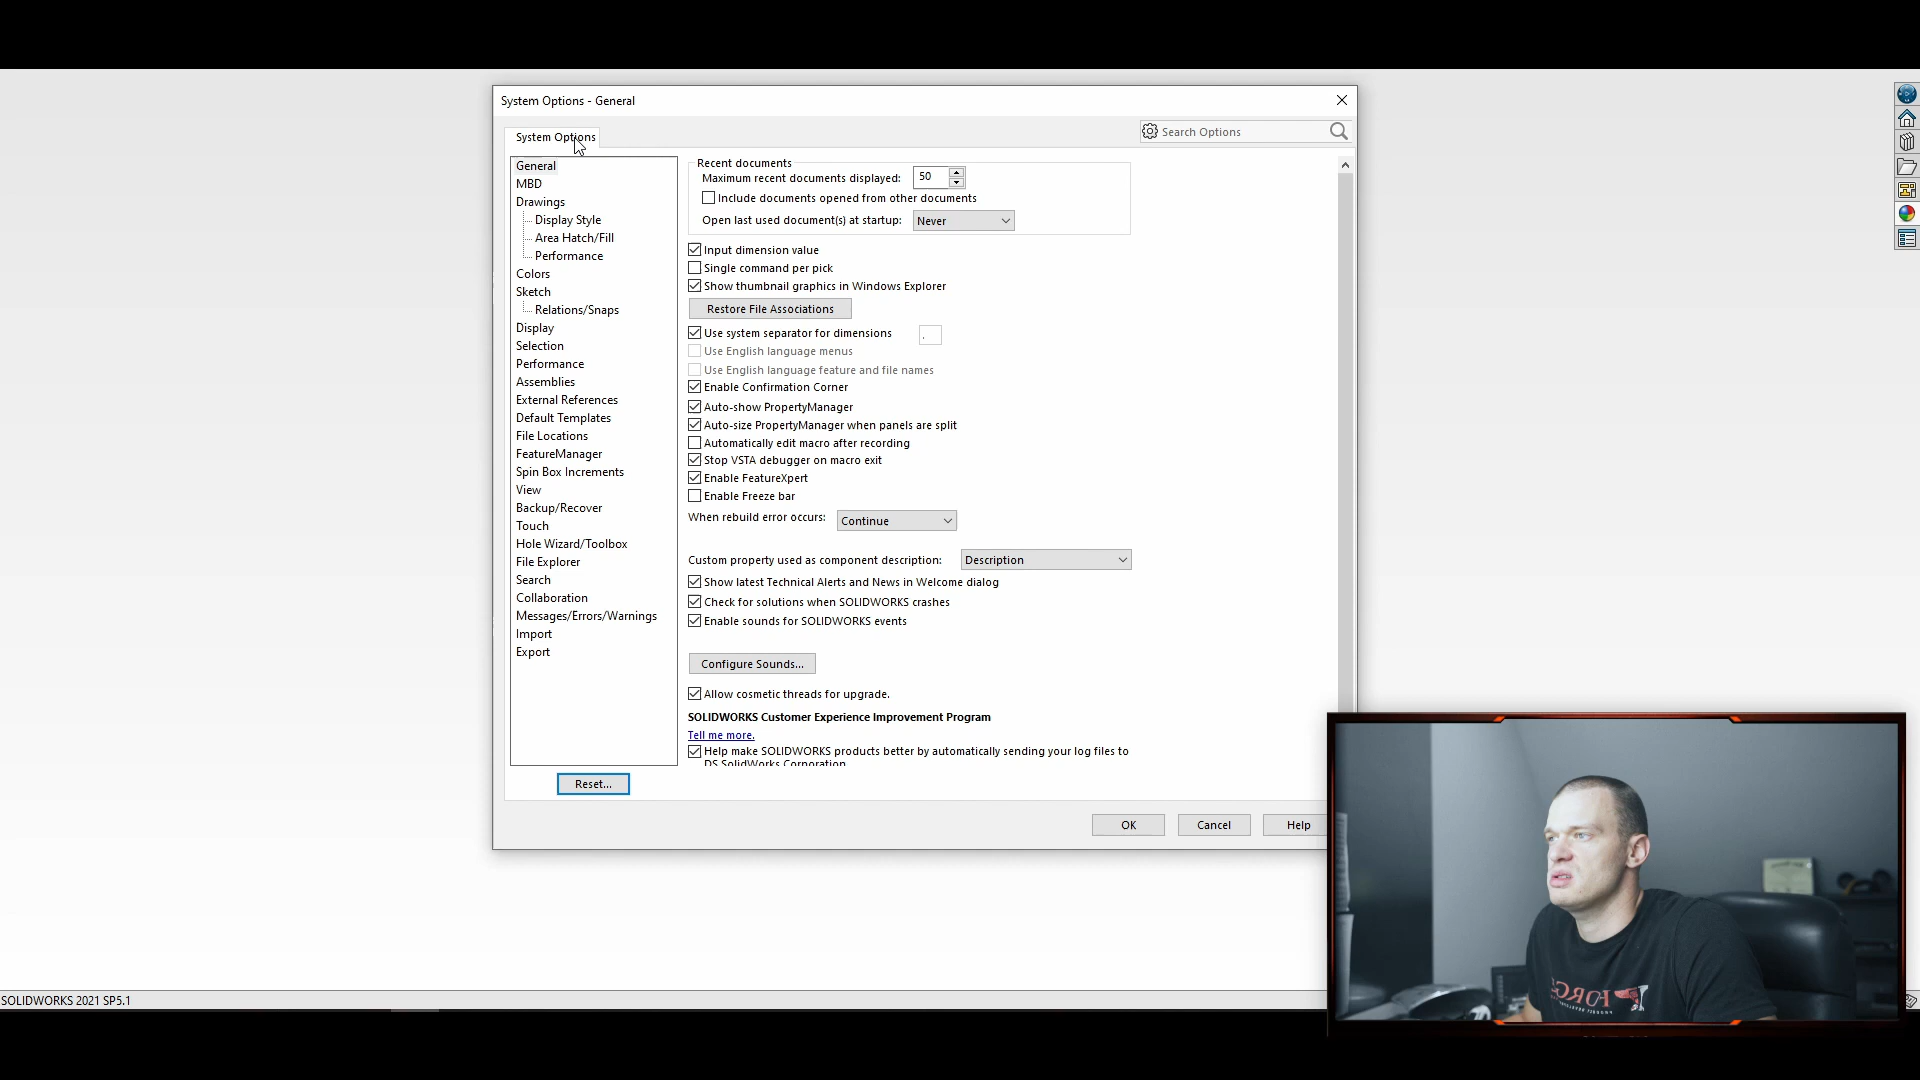 System Options - General
System Options
Search Options
General
MBD
Drawings
Display Style
Area Hatch/Fill
Performance
Colors
Sketch
Relations/Snaps
Display
Selection
Performance
Assemblies
External References
Default Templates
File Locations
FeatureManager
Spin Box Increments
View
Backup/Recover
Touch
Hole Wizard/Toolbox
File Explorer
Search
Collaboration
Messages/Errors/Warnings
Import
Export
Reset...
Recent documents
Maximum recent documents displayed: 50
Include documents opened from other documents
Open last used document(s) at startup: Never
Input dimension value
Single command per pick
Show thumbnail graphics in Windows Explorer
Restore File Associations
Use system separator for dimensions .
Use English language menus
Use English language feature and file names
Enable Confirmation Corner
Auto-show PropertyManager
Auto-size PropertyManager when panels are split
Automatically edit macro after recording
Stop VSTA debugger on macro exit
Enable FeatureXpert
Enable Freeze bar
When rebuild error occurs: Continue
Custom property used as component description: Description
Show latest Technical Alerts and News in Welcome dialog
Check for solutions when SOLIDWORKS crashes
Enable sounds for SOLIDWORKS events
Configure Sounds...
Allow cosmetic threads for upgrade.
SOLIDWORKS Customer Experience Improvement Program
Tell me more.
Help make SOLIDWORKS products better by automatically sending your log files to
DS SolidWorks Corporation
OK Cancel Help
FORGE
SOLIDWORKS 2021 SP5.1